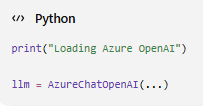 Python
print("Loading Azure OpenAI")
llm = AzureChatOpenAI(...)